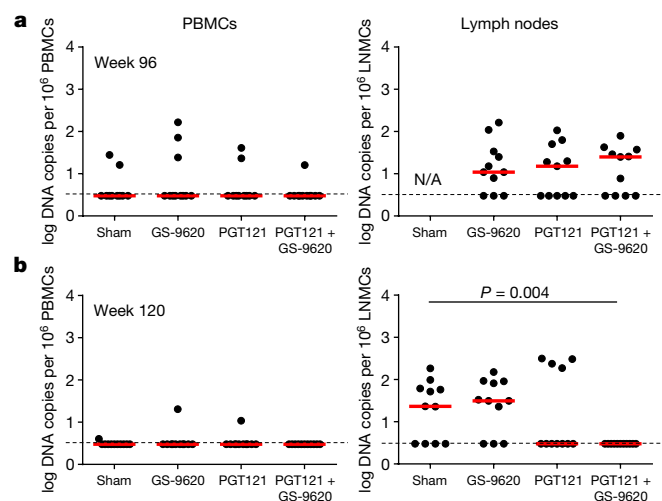 a
PBMCs
Lymph nodes
log DNA copies per 10⁶ PBMCs
4
3
2
1
0
Week 96
Sham
GS-9620
PGT121
PGT121 +
GS-9620
log DNA copies per 10⁶ LNMCs
4
3
2
1
0
N/A
Sham
GS-9620
PGT121
PGT121 +
GS-9620
b
log DNA copies per 10⁶ PBMCs
4
3
2
1
0
Week 120
Sham
GS-9620
PGT121
PGT121 +
GS-9620
log DNA copies per 10⁶ LNMCs
4
3
2
1
0
P = 0.004
Sham
GS-9620
PGT121
PGT121 +
GS-9620